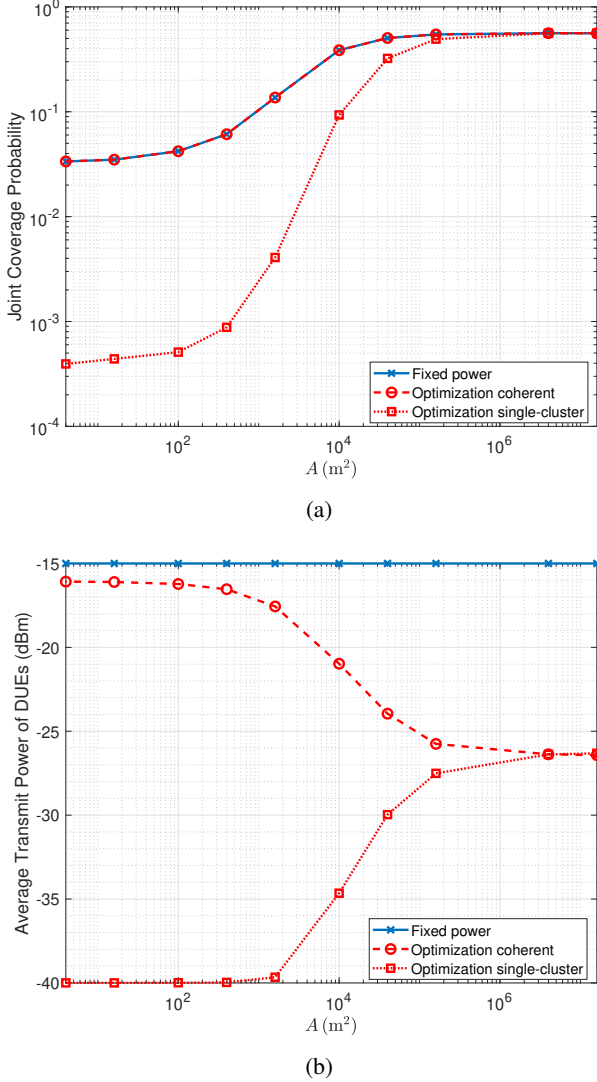 10^0
10^-1
10^-2
10^-3
10^-4
Joint Coverage Probability
Fixed power
Optimization coherent
Optimization single-cluster
10^2
10^4
10^6
A (m^2)
(a)
-15
-20
-25
-30
-35
-40
Average Transmit Power of DUEs (dBm)
Fixed power
Optimization coherent
Optimization single-cluster
10^2
10^4
10^6
A (m^2)
(b)